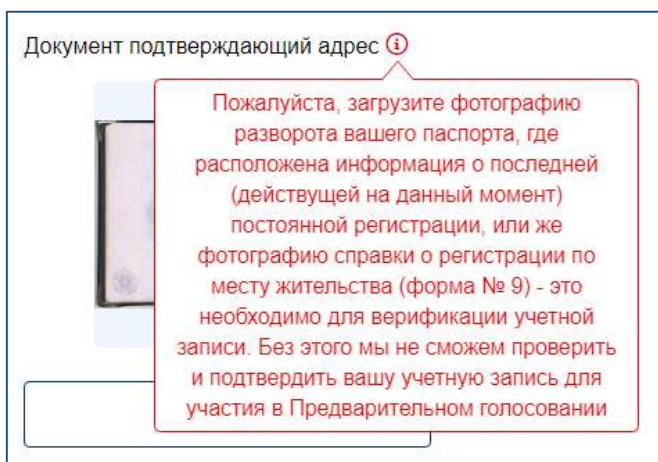 Документ подтверждающий адрес
Пожалуйста, загрузите фотографию
разворота вашего паспорта, где
расположена информация о последней
(действущей на данный момент)
постоянной регистрации, или же
фотографию справки о регистрации по
месту жительства (форма № 9) - это
необходимо для верификации учетной
записи. Без этого мы не сможем проверить
и подтвердить вашу учетную запись для
участия в Предварительном голосовании